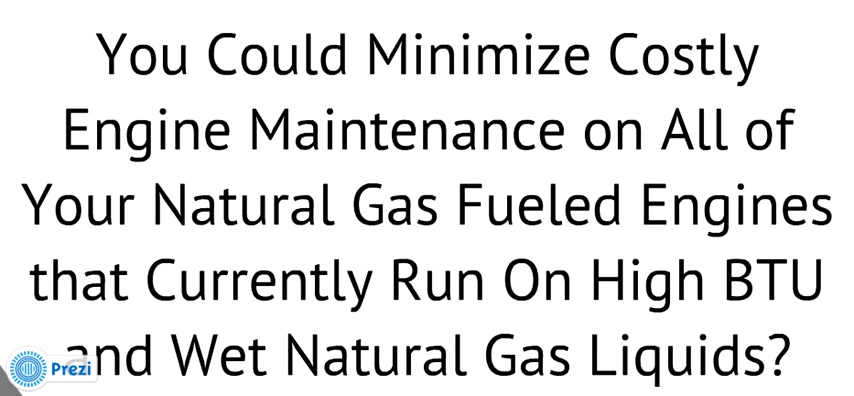 You Could Minimize Costly
Engine Maintenance on All of
Your Natural Gas Fueled Engines
that Currently Run On High BTU
and Wet Natural Gas Liquids?
Prezi